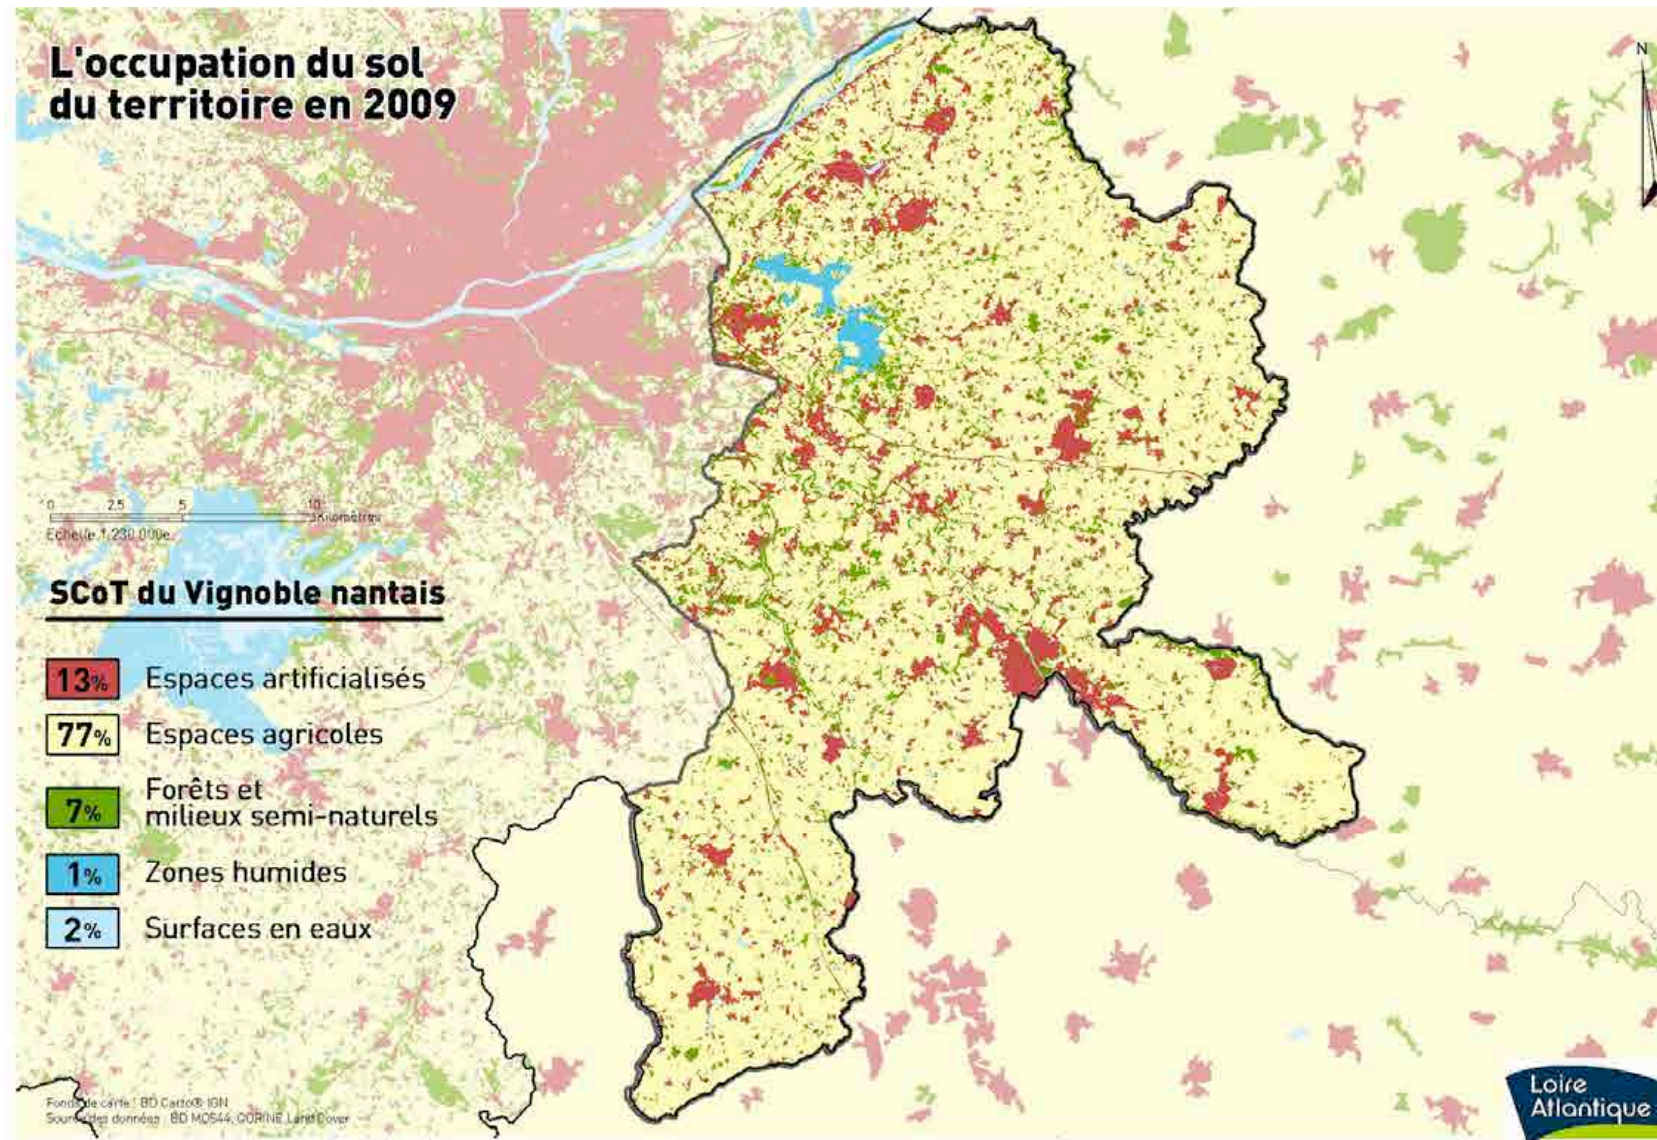 L'occupation du sol
du territoire en 2009
N
0 2.5 5 10
Kilomètres
Echelle 1:230 000e
SCoT du Vignoble nantais
13% Espaces artificialisés
77% Espaces agricoles
7% Forêts et
milieux semi-naturels
1% Zones humides
2% Surfaces en eaux
Fonds de carte : BD Carto® IGN
Source des données : BD MOS44, CORINE Land Cover
Loire
Atlantique